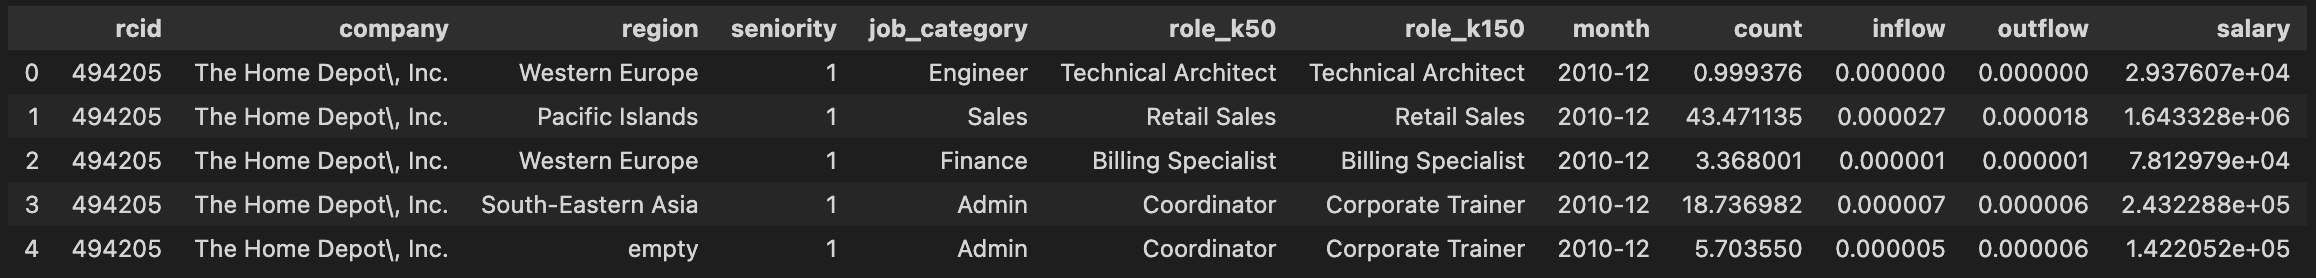 rcid company region seniority job_category role_k50 role_k150 month count inflow outflow salary
0 494205 The Home Depot\, Inc. Western Europe 1 Engineer Technical Architect Technical Architect 2010-12 0.999376 0.000000 0.000000 2.937607e+04
1 494205 The Home Depot\, Inc. Pacific Islands 1 Sales Retail Sales Retail Sales 2010-12 43.471135 0.000027 0.000018 1.643328e+06
2 494205 The Home Depot\, Inc. Western Europe 1 Finance Billing Specialist Billing Specialist 2010-12 3.368001 0.000001 0.000001 7.812979e+04
3 494205 The Home Depot\, Inc. South-Eastern Asia 1 Admin Coordinator Corporate Trainer 2010-12 18.736982 0.000007 0.000006 2.432288e+05
4 494205 The Home Depot\, Inc. empty 1 Admin Coordinator Corporate Trainer 2010-12 5.703550 0.000005 0.000006 1.422052e+05